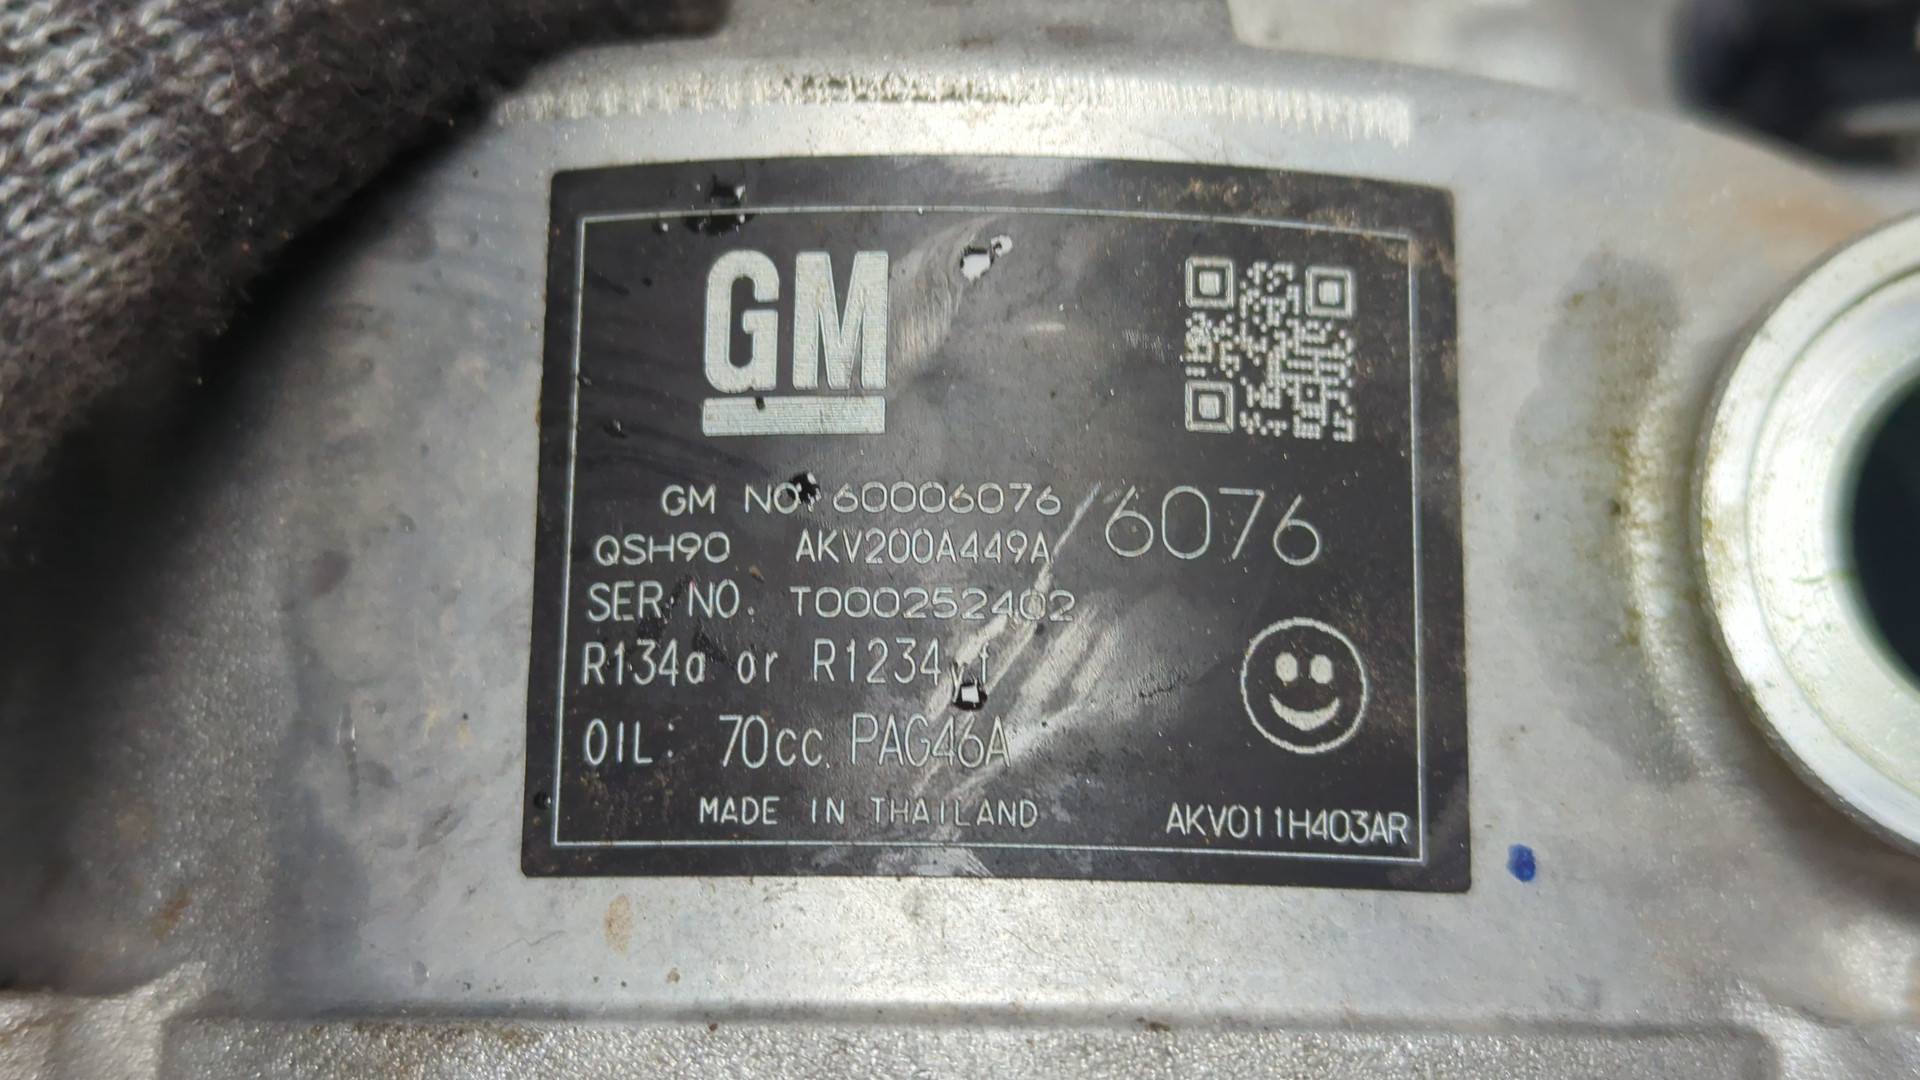 GM
GM NO. 60006076
6076
QSH90 AKV200A449A
SER NO. T000252402
R134a or R1234yf
OIL: 70cc PAG46A
MADE IN THAILAND
AKV011H403AR